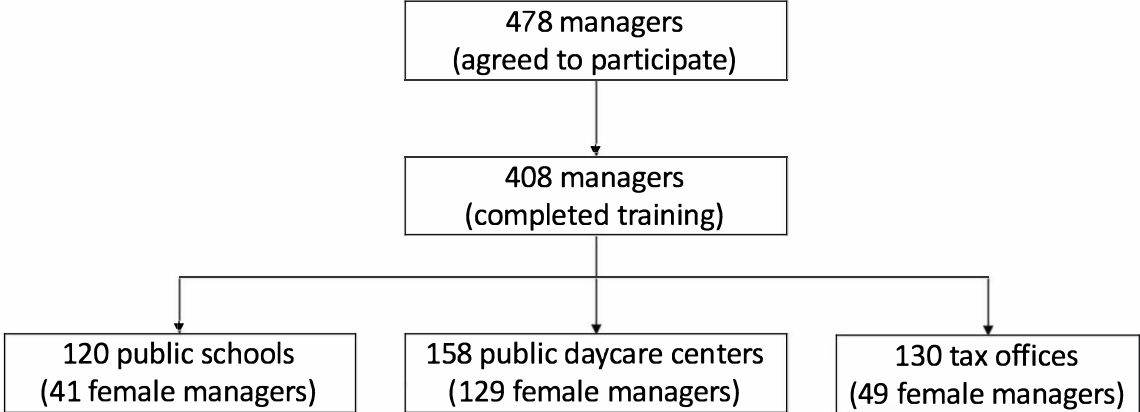 478 managers
(agreed to participate)
408 managers
(completed training)
120 public schools
(41 female managers)
158 public daycare centers
(129 female managers)
130 tax offices
(49 female managers)